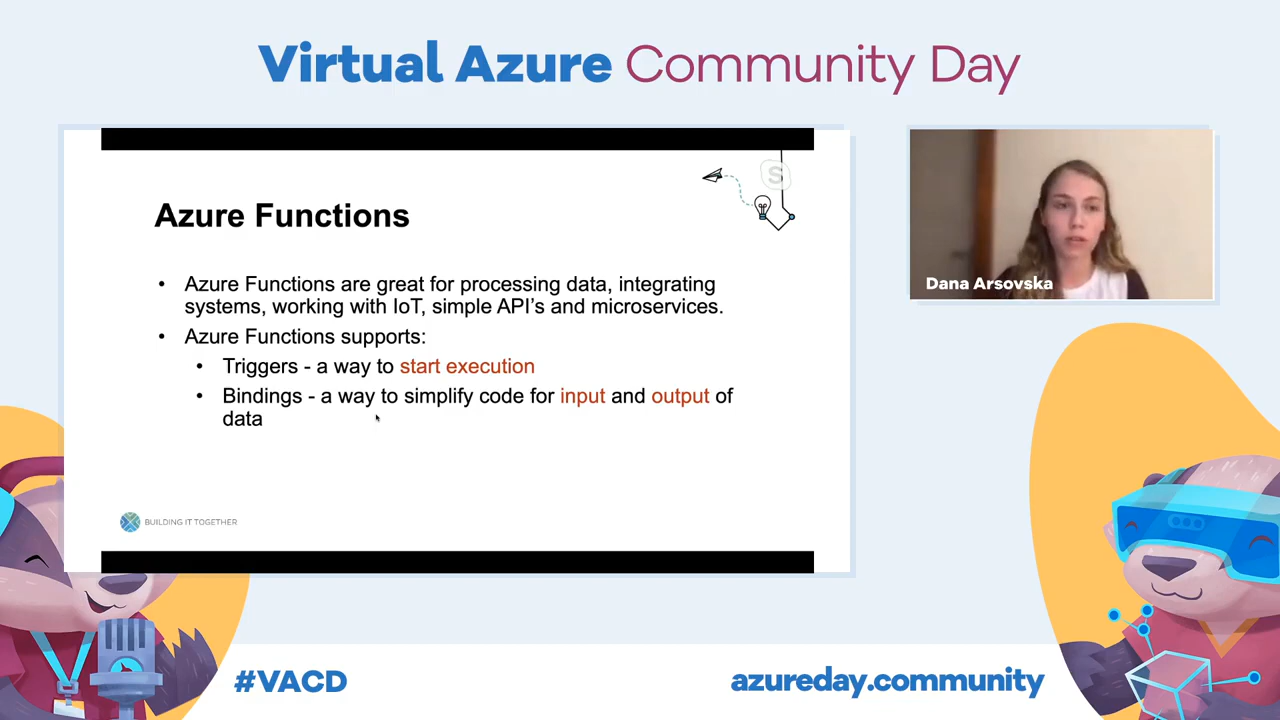 Virtual Azure Community Day
Azure Functions
• Azure Functions are great for processing data, integrating
systems, working with IoT, simple API's and microservices.
• Azure Functions supports:
• Triggers - a way to start execution
• Bindings - a way to simplify code for input and output of
data
BUILDING IT TOGETHER
S
Dana Arsovska
#VACD
azureday.community